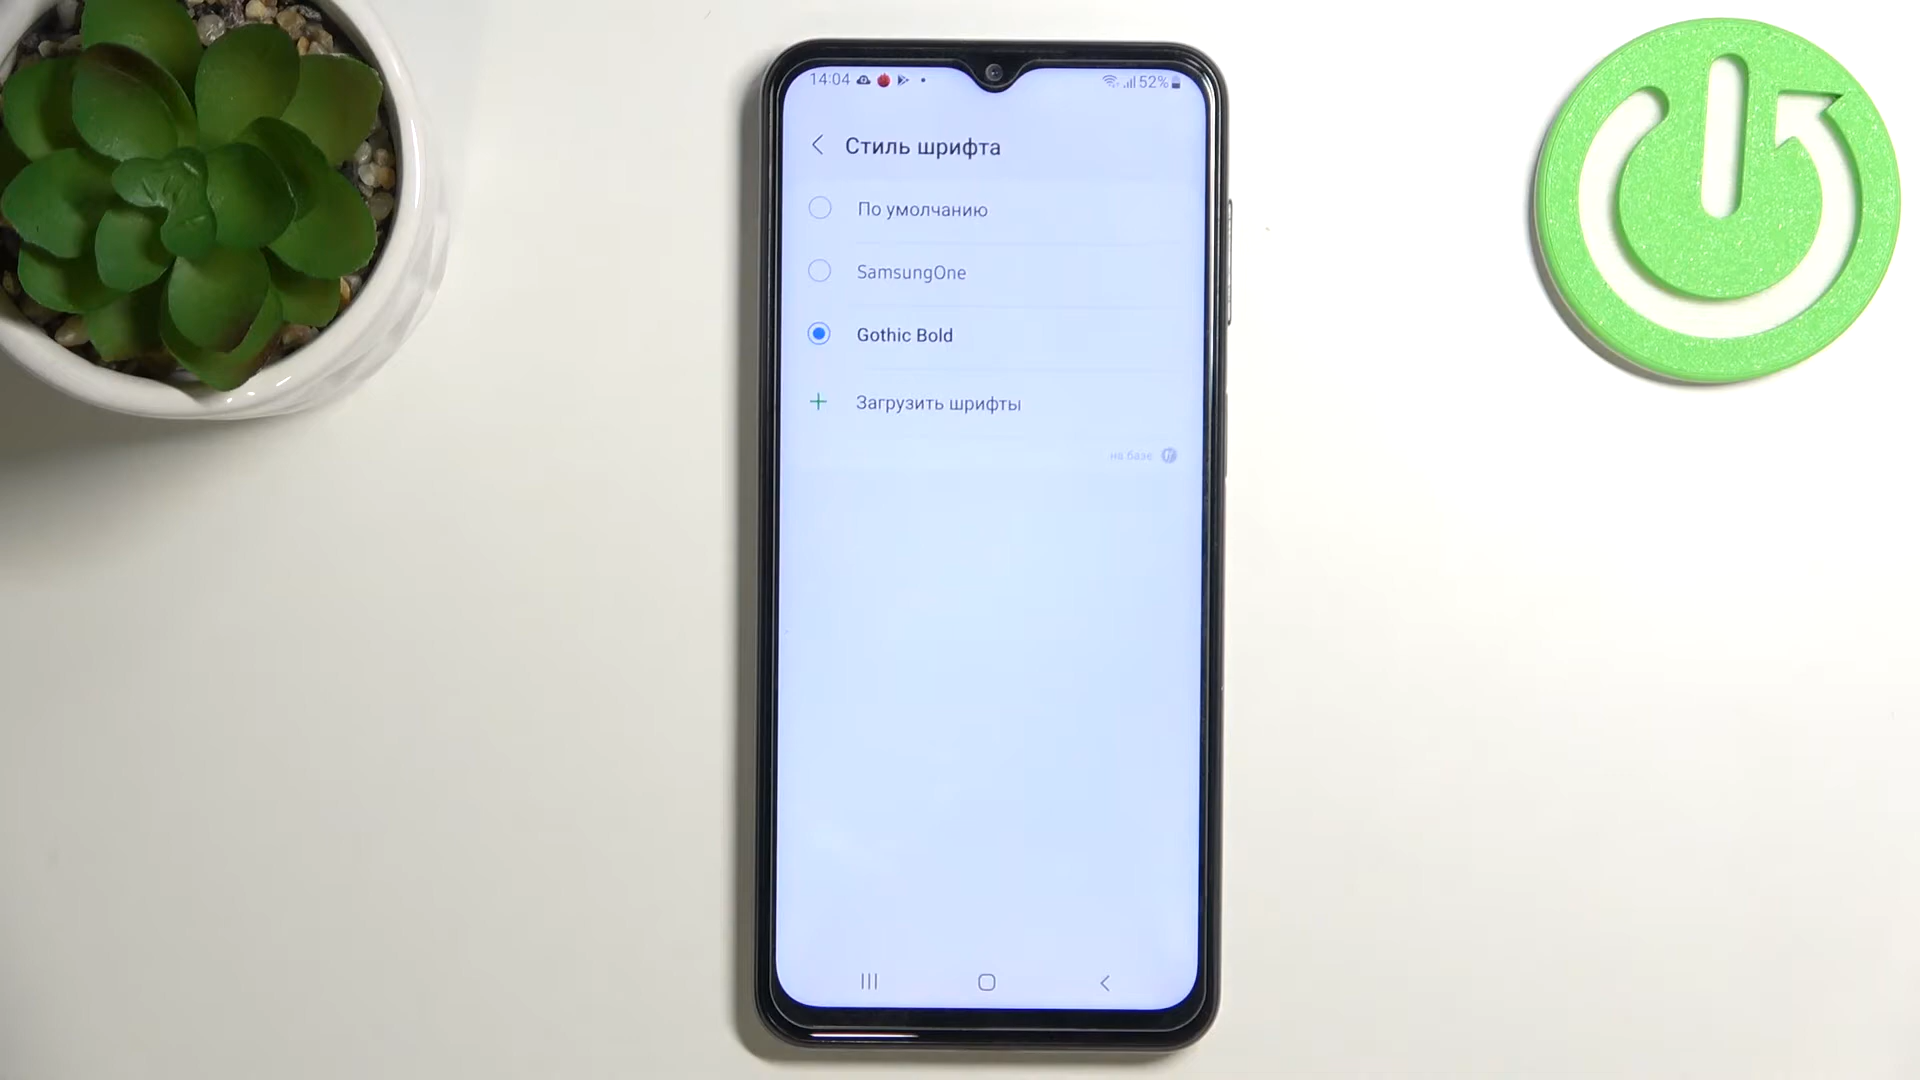 14:04 52%
Стиль шрифта
По умолчанию
SamsungOne
Gothic Bold
Загрузить шрифты
на базе